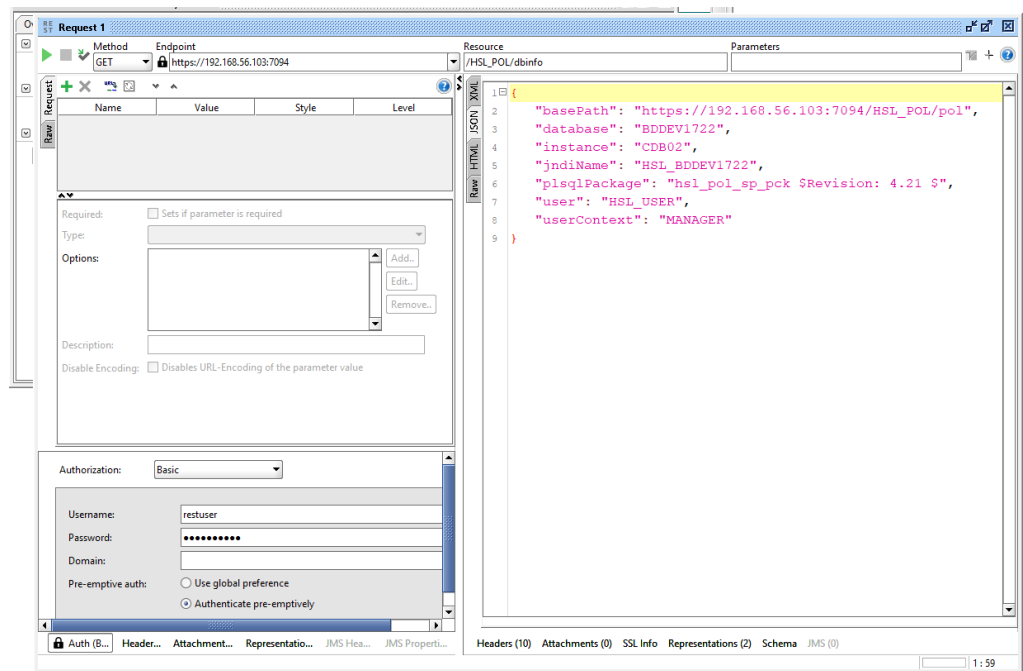 O
RE
ST
Request 1
Method
Endpoint
Resource
Parameters
GET
https://192.168.56.103:7094
/HSL_POL/dbinfo
Request
Raw
Name Value Style Level
Required:
Sets if parameter is required
Type:
Options:
Add..
Edit..
Remove..
Description:
Disable Encoding:
Disables URL-Encoding of the parameter value
Authorization:
Basic
Username:
restuser
Password:
Domain:
Pre-emptive auth:
Use global preference
Authenticate pre-emptively
Auth (B... Header... Attachment... Representatio... JMS Hea... JMS Properti...
XML
JSON
HTML
Raw
1 {
2 "basePath": "https://192.168.56.103:7094/HSL_POL/pol",
3 "database": "BDDEV1722",
4 "instance": "CDB02",
5 "jndiName": "HSL_BDDEV1722",
6 "plsqlPackage": "hsl_pol_sp_pck $Revision: 4.21 $",
7 "user": "HSL_USER",
8 "userContext": "MANAGER"
9 }
Headers (10) Attachments (0) SSL Info Representations (2) Schema JMS (0)
1 : 59